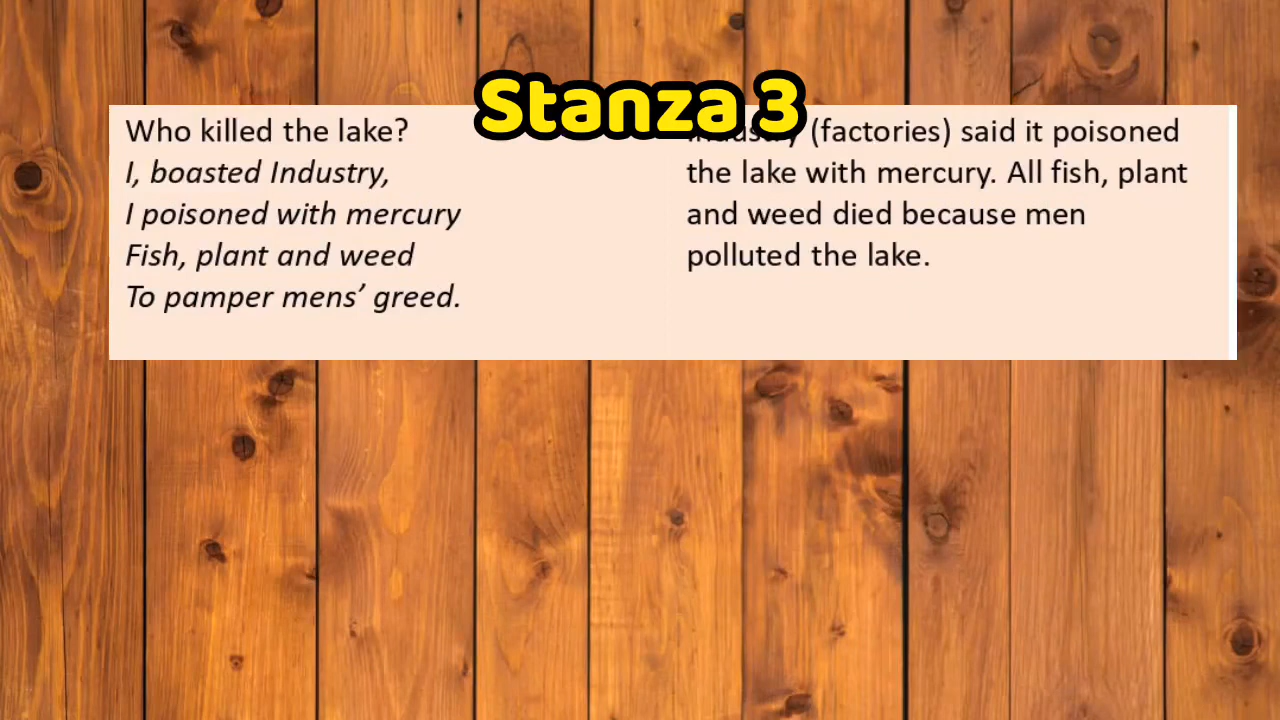 Stanza 3
Who killed the lake?
I, boasted Industry,
I poisoned with mercury
Fish, plant and weed
To pamper mens’ greed.
(factories) said it poisoned
the lake with mercury. All fish, plant
and weed died because men
polluted the lake.